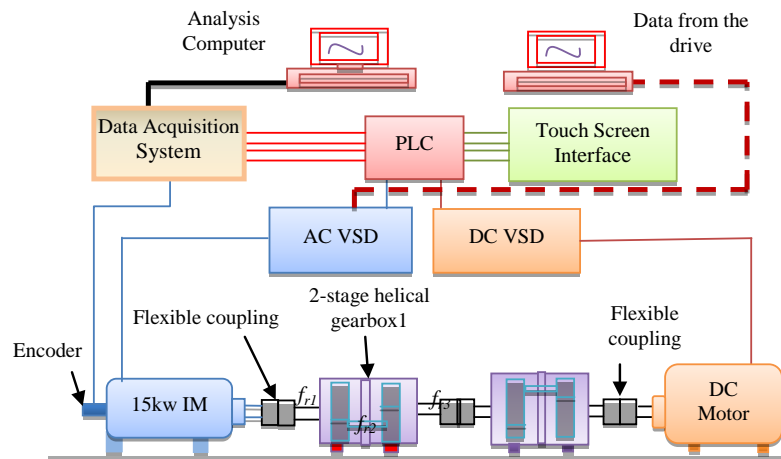 Analysis
Computer
Data from the
drive
Data Acquisition
System
PLC
Touch Screen
Interface
AC VSD
DC VSD
Flexible coupling
2-stage helical
gearbox1
Flexible
coupling
Encoder
15kw IM
fr1
fr2
fr3
DC
Motor